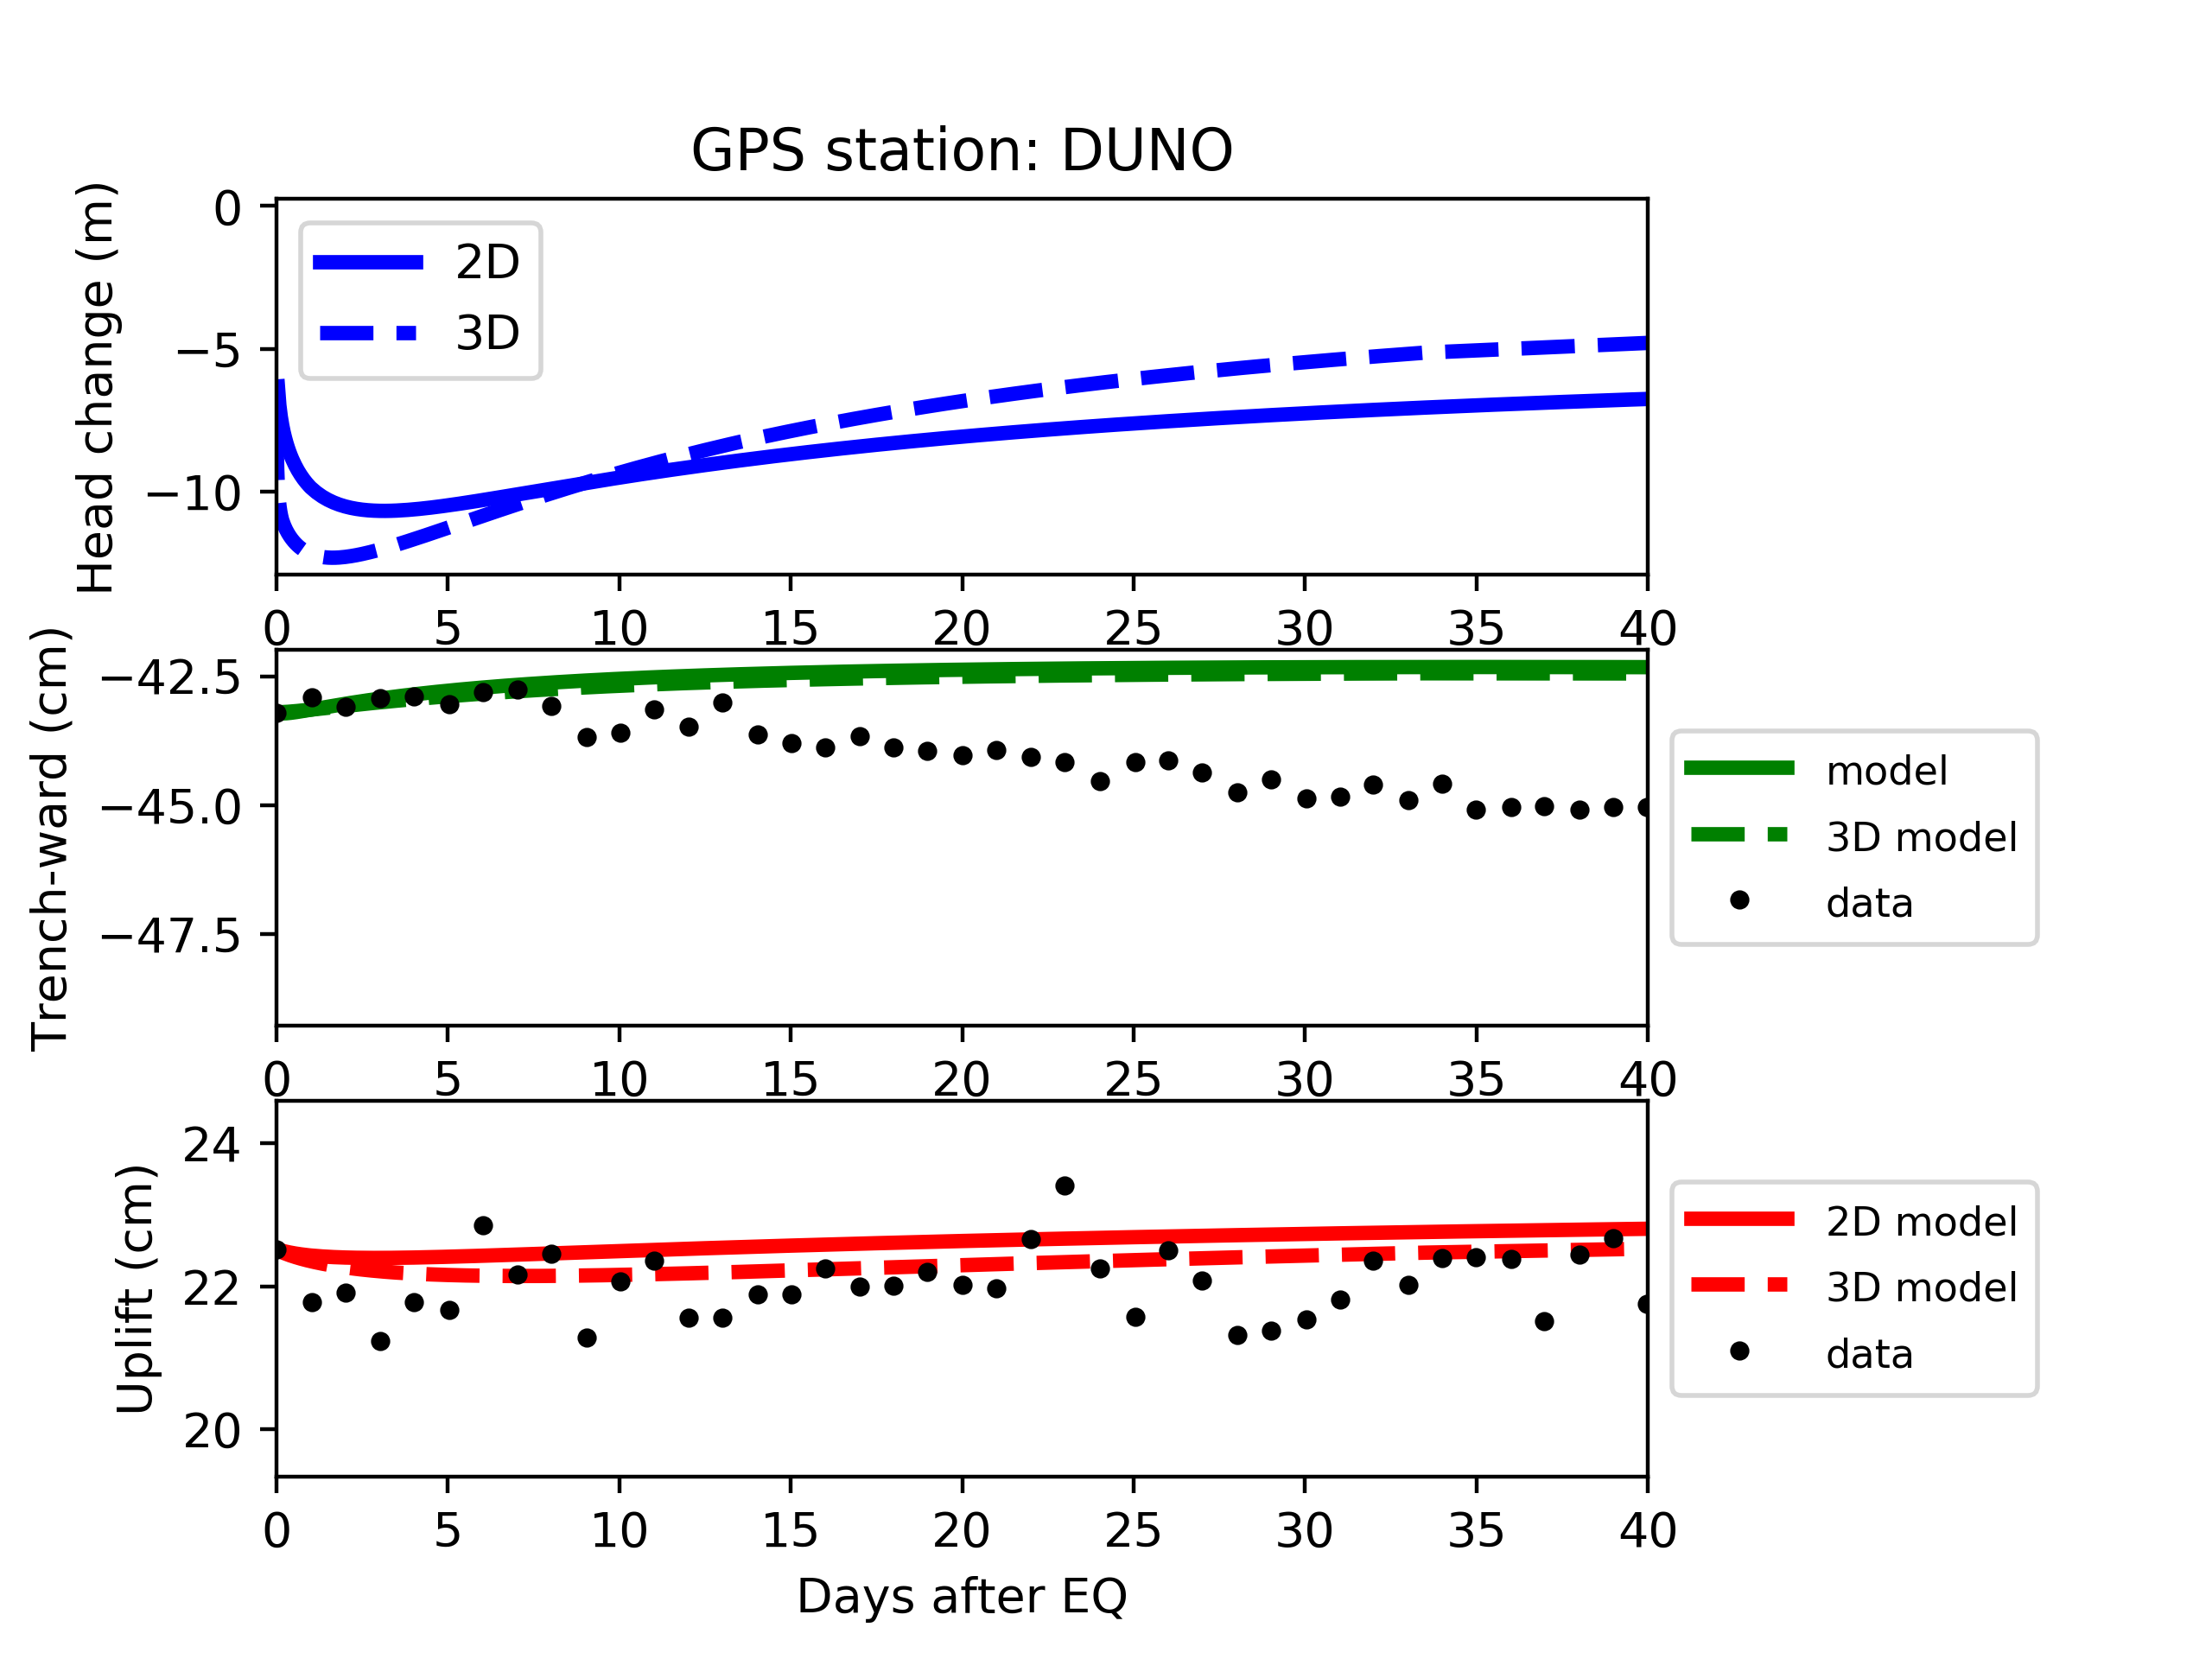 GPS station: DUNO
Head change (m)
0
−5
−10
2D
3D
0 5 10 15 20 25 30 35 40
Trench-ward (cm)
−42.5
−45.0
−47.5
model
3D model
data
0 5 10 15 20 25 30 35 40
Uplift (cm)
24
22
20
2D model
3D model
data
0 5 10 15 20 25 30 35 40
Days after EQ